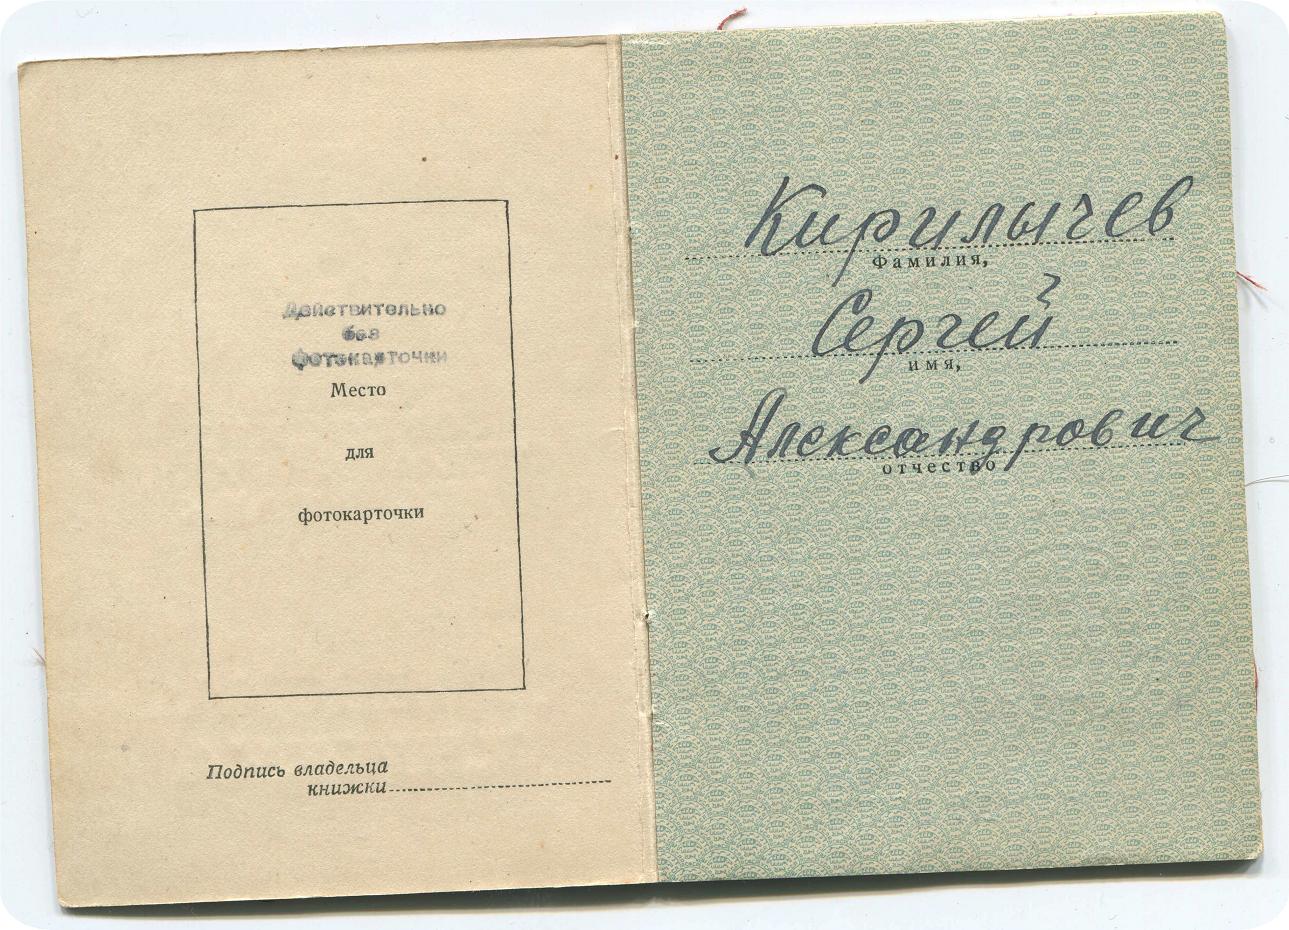 Действительно
без
фотокарточки
Место
для
фотокарточки
Подпись владельца
книжки
Кирилычев
Фамилия,
Сергей
имя,
Александрович
отчество